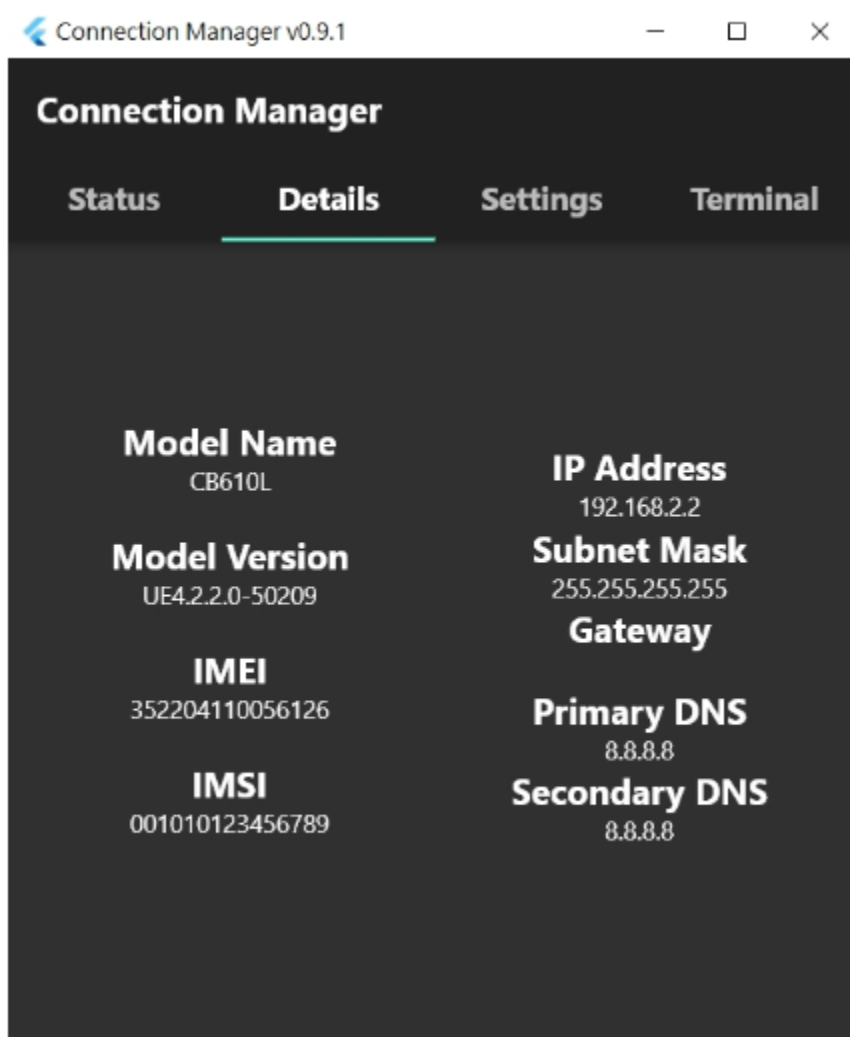 Connection Manager v0.9.1
Connection Manager
Status Details Settings Terminal
Model Name
CB610L
Model Version
UE4.2.2.0-50209
IMEI
352204110056126
IMSI
001010123456789
IP Address
192.168.2.2
Subnet Mask
255.255.255.255
Gateway
Primary DNS
8.8.8.8
Secondary DNS
8.8.8.8